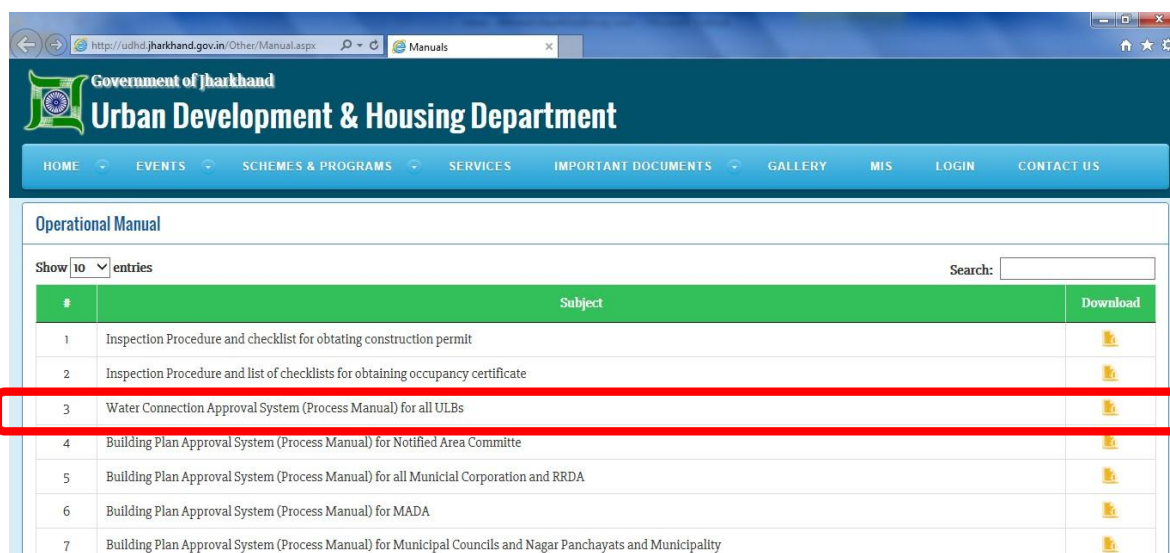 http://udhd.jharkhand.gov.in/Other/Manual.aspx Manuals
Government of Jharkhand
Urban Development & Housing Department
HOME EVENTS SCHEMES & PROGRAMS SERVICES IMPORTANT DOCUMENTS GALLERY MIS LOGIN CONTACT US
Operational Manual
Show 10 entries Search:
# Subject Download
1 Inspection Procedure and checklist for obtating construction permit
2 Inspection Procedure and list of checklists for obtaining occupancy certificate
3 Water Connection Approval System (Process Manual) for all ULBs
4 Building Plan Approval System (Process Manual) for Notified Area Committe
5 Building Plan Approval System (Process Manual) for all Municial Corporation and RRDA
6 Building Plan Approval System (Process Manual) for MADA
7 Building Plan Approval System (Process Manual) for Municipal Councils and Nagar Panchayats and Municipality